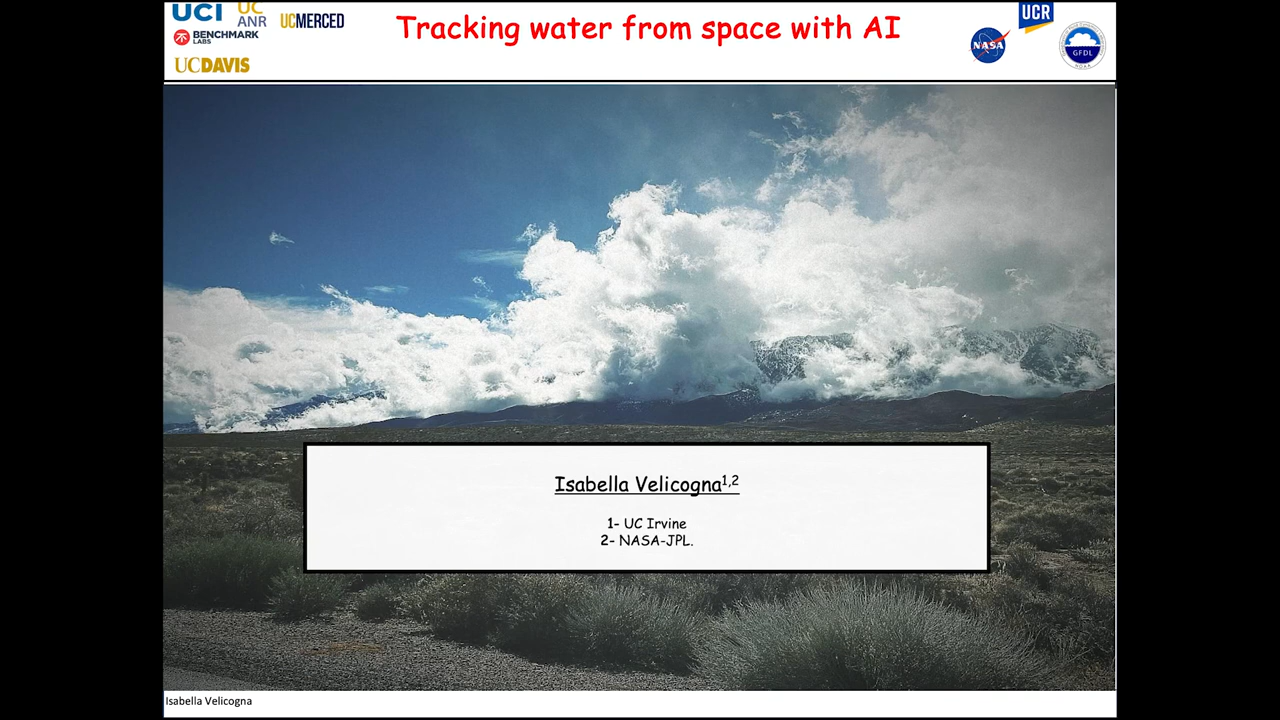 UCI
UC
ANR
UCMERCED
BENCHMARK
LABS
UCDAVIS
Tracking water from space with AI
NASA
UCR
GFDL
NOAA
Isabella Velicogna1,2
1- UC Irvine
2- NASA-JPL.
Isabella Velicogna